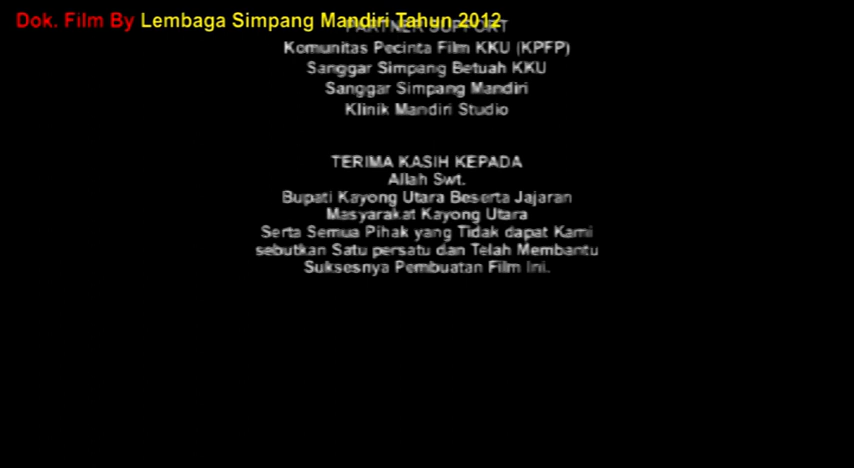 Dok. Film By Lembaga Simpang Mandiri Tahun 2012
PARTNER SUPPORT
Komunitas Pecinta Film KKU (KPFP)
Sanggar Simpang Betuah KKU
Sanggar Simpang Mandiri
Klinik Mandiri Studio
TERIMA KASIH KEPADA
Allah Swt.
Bupati Kayong Utara Beserta Jajaran
Masyarakat Kayong Utara
Serta Semua Pihak yang Tidak dapat Kami
sebutkan Satu persatu dan Telah Membantu
Suksesnya Pembuatan Film Ini.